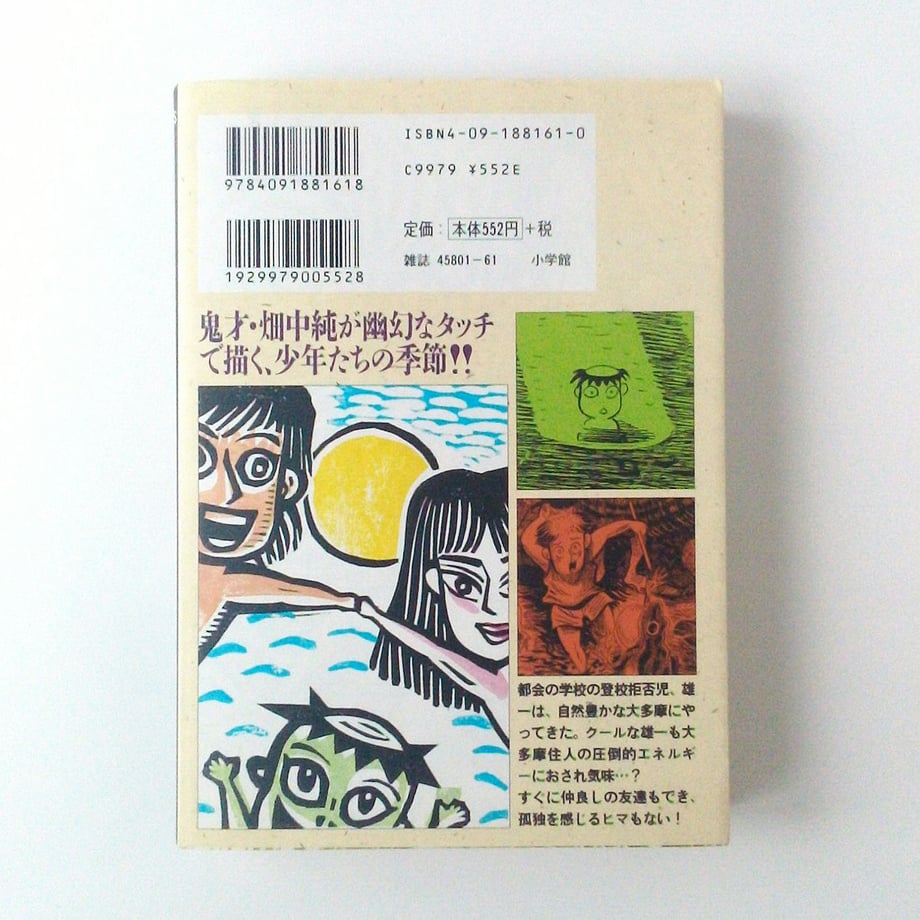 ISBN4-09-188161-0
9784091881618
C9979 ¥552E
1929979005528
定価：本体552円＋税
雑誌 45801－61 小学館
鬼才・畑中純が幽幻なタッチ
で描く、少年たちの季節!!
都会の学校の登校拒否児、雄
一は、自然豊かな大多摩にや
ってきた。クールな雄一も大
多摩住人の圧倒的エネルギ
ーにおされ気味…？
すぐに仲良しの友達もでき、
孤独を感じるヒマもない！